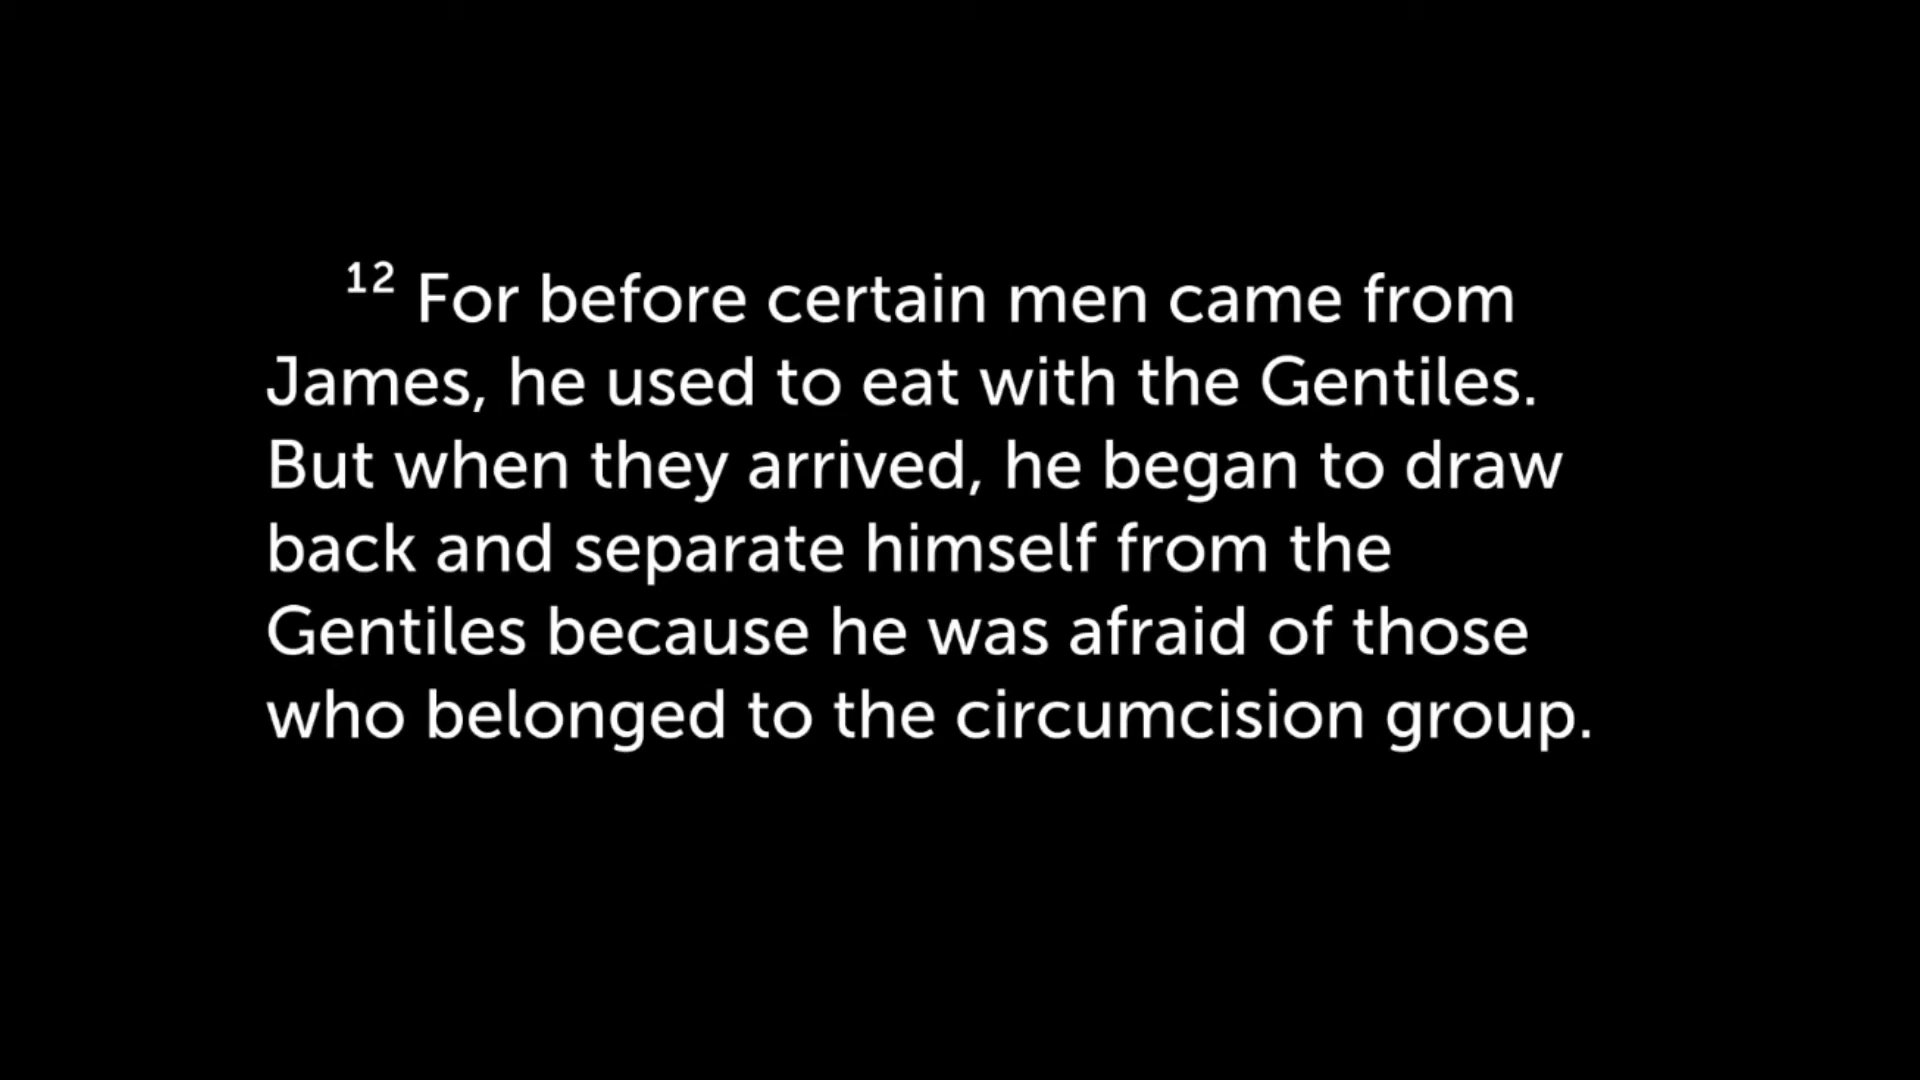 12 For before certain men came from
James, he used to eat with the Gentiles.
But when they arrived, he began to draw
back and separate himself from the
Gentiles because he was afraid of those
who belonged to the circumcision group.